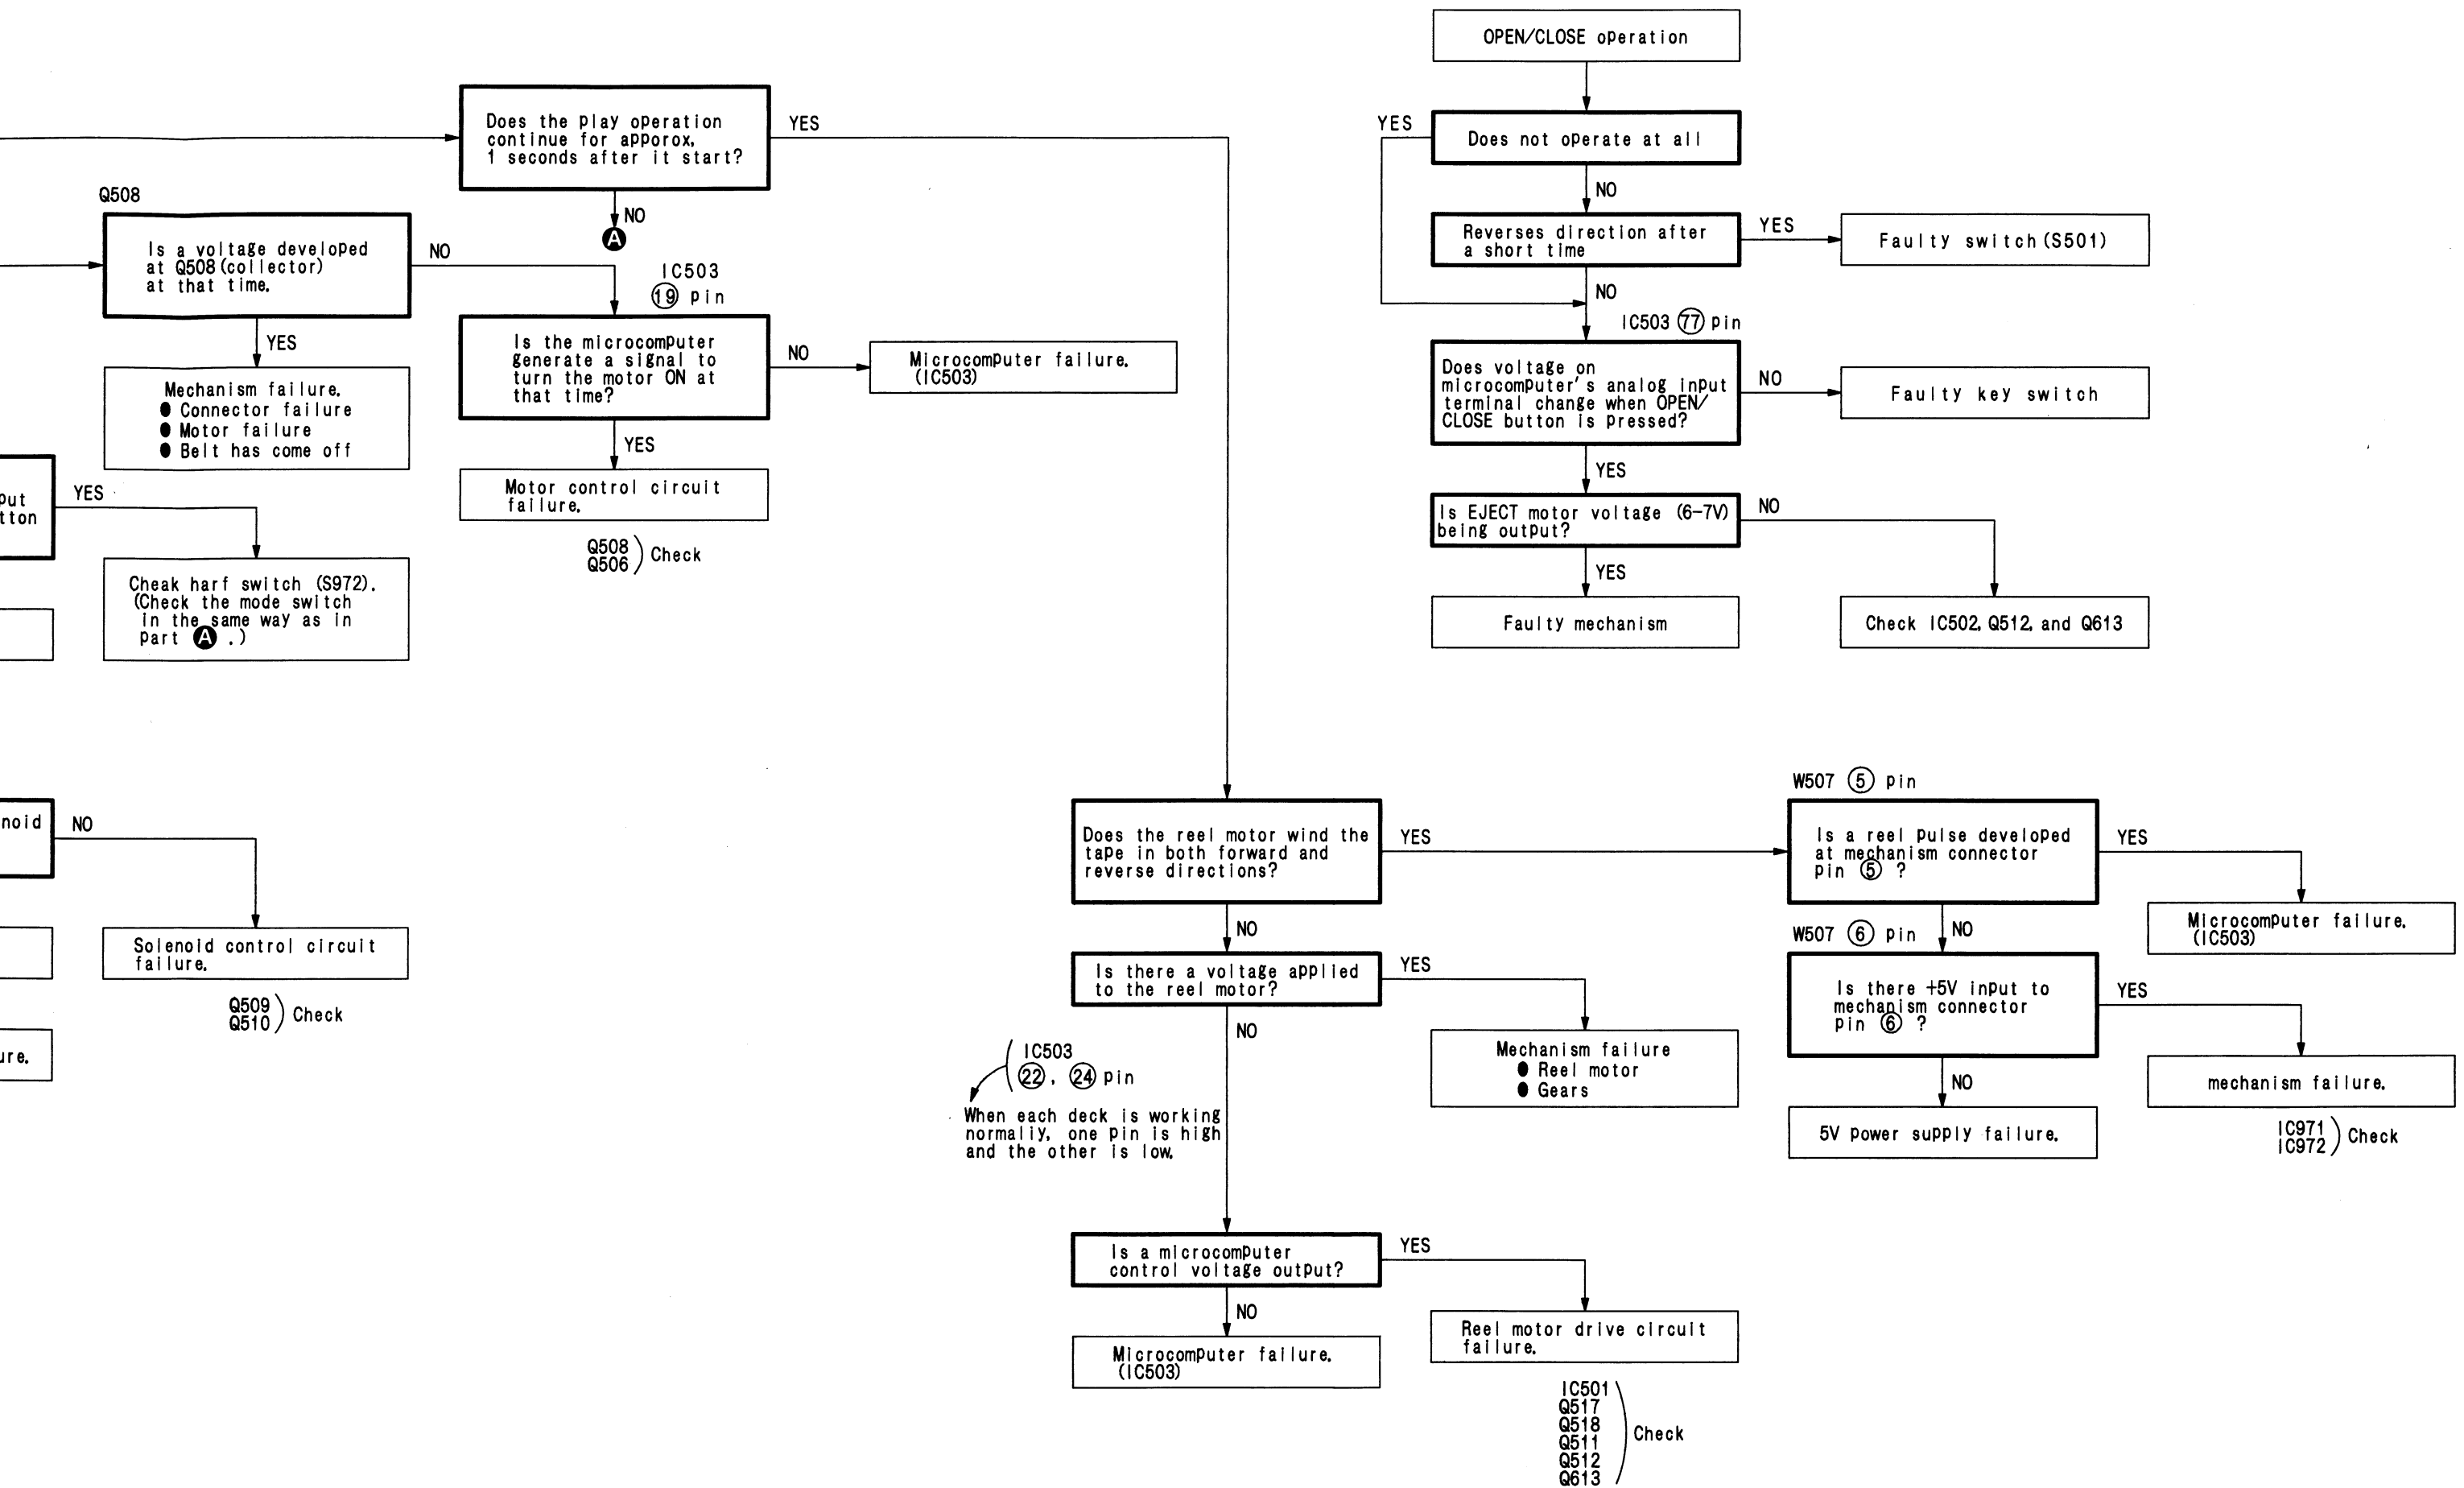 OPEN/CLOSE operation
YES
Does not operate at all
NO
Reverses direction after
a short time
YES
Faulty switch(S501)
NO
IC503 77 pin
Does voltage on
microcomputer's analog input
terminal change when OPEN/
CLOSE button is pressed?
NO
Faulty key switch
YES
Is EJECT motor voltage (6-7V)
being output?
NO
YES
Faulty mechanism
Check IC502, Q512, and Q613
Does the play operation
continue for apporox.
1 seconds after it start?
YES
NO
A
Q508
Is a voltage developed
at Q508(collector)
at that time.
NO
YES
Mechanism failure.
● Connector failure
● Motor failure
● Belt has come off
IC503
19 pin
Is the microcomputer
generate a signal to
turn the motor ON at
that time?
NO
Microcomputer failure.
(IC503)
YES
Motor control circuit
failure.
Q508
Q506
Check
put
tton
YES
Cheak harf switch (S972).
(Check the mode switch
in the same way as in
part A .)
noid
NO
Solenoid control circuit
failure.
Q509
Q510
Check
ure.
Does the reel motor wind the
tape in both forward and
reverse directions?
YES
NO
W507 5 pin
Is a reel pulse developed
at mechanism connector
pin 5 ?
YES
Microcomputer failure.
(IC503)
NO
W507 6 pin
Is there +5V input to
mechanism connector
pin 6 ?
YES
mechanism failure.
IC971
IC972
Check
NO
5V power supply failure.
Is there a voltage applied
to the reel motor?
YES
Mechanism failure
● Reel motor
● Gears
NO
IC503
22, 24 pin
When each deck is working
normaliy, one pin is high
and the other is low.
Is a microcomputer
control voltage output?
YES
Reel motor drive circuit
failure.
NO
Microcomputer failure.
(IC503)
IC501
Q517
Q518
Q511
Q512
Q613
Check